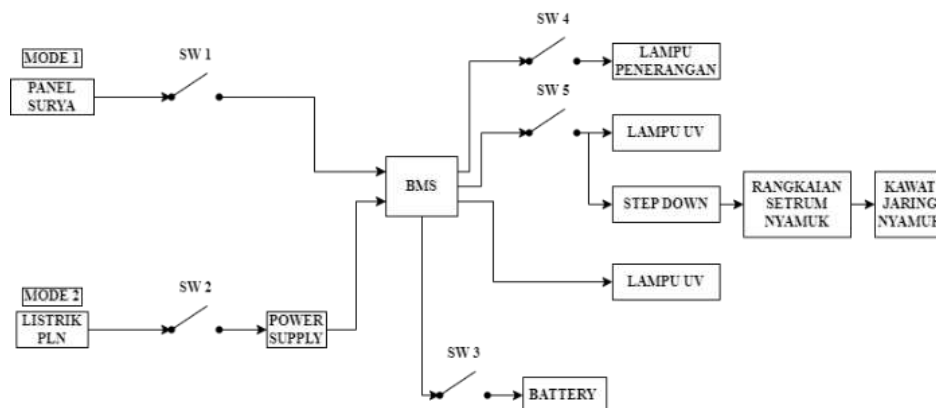 SW 4
SW 1
MODE 1
LAMPU
PENERANGAN
PANEL
SURYA
SW 5
LAMPU UV
BMS
STEP DOWN
RANGKAIAN
SETRUM
NYAMUK
KAWAT
JARING
NYAMUK
LAMPU UV
MODE 2
SW 2
LISTRIK
PLN
POWER
SUPPLY
SW 3
BATTERY